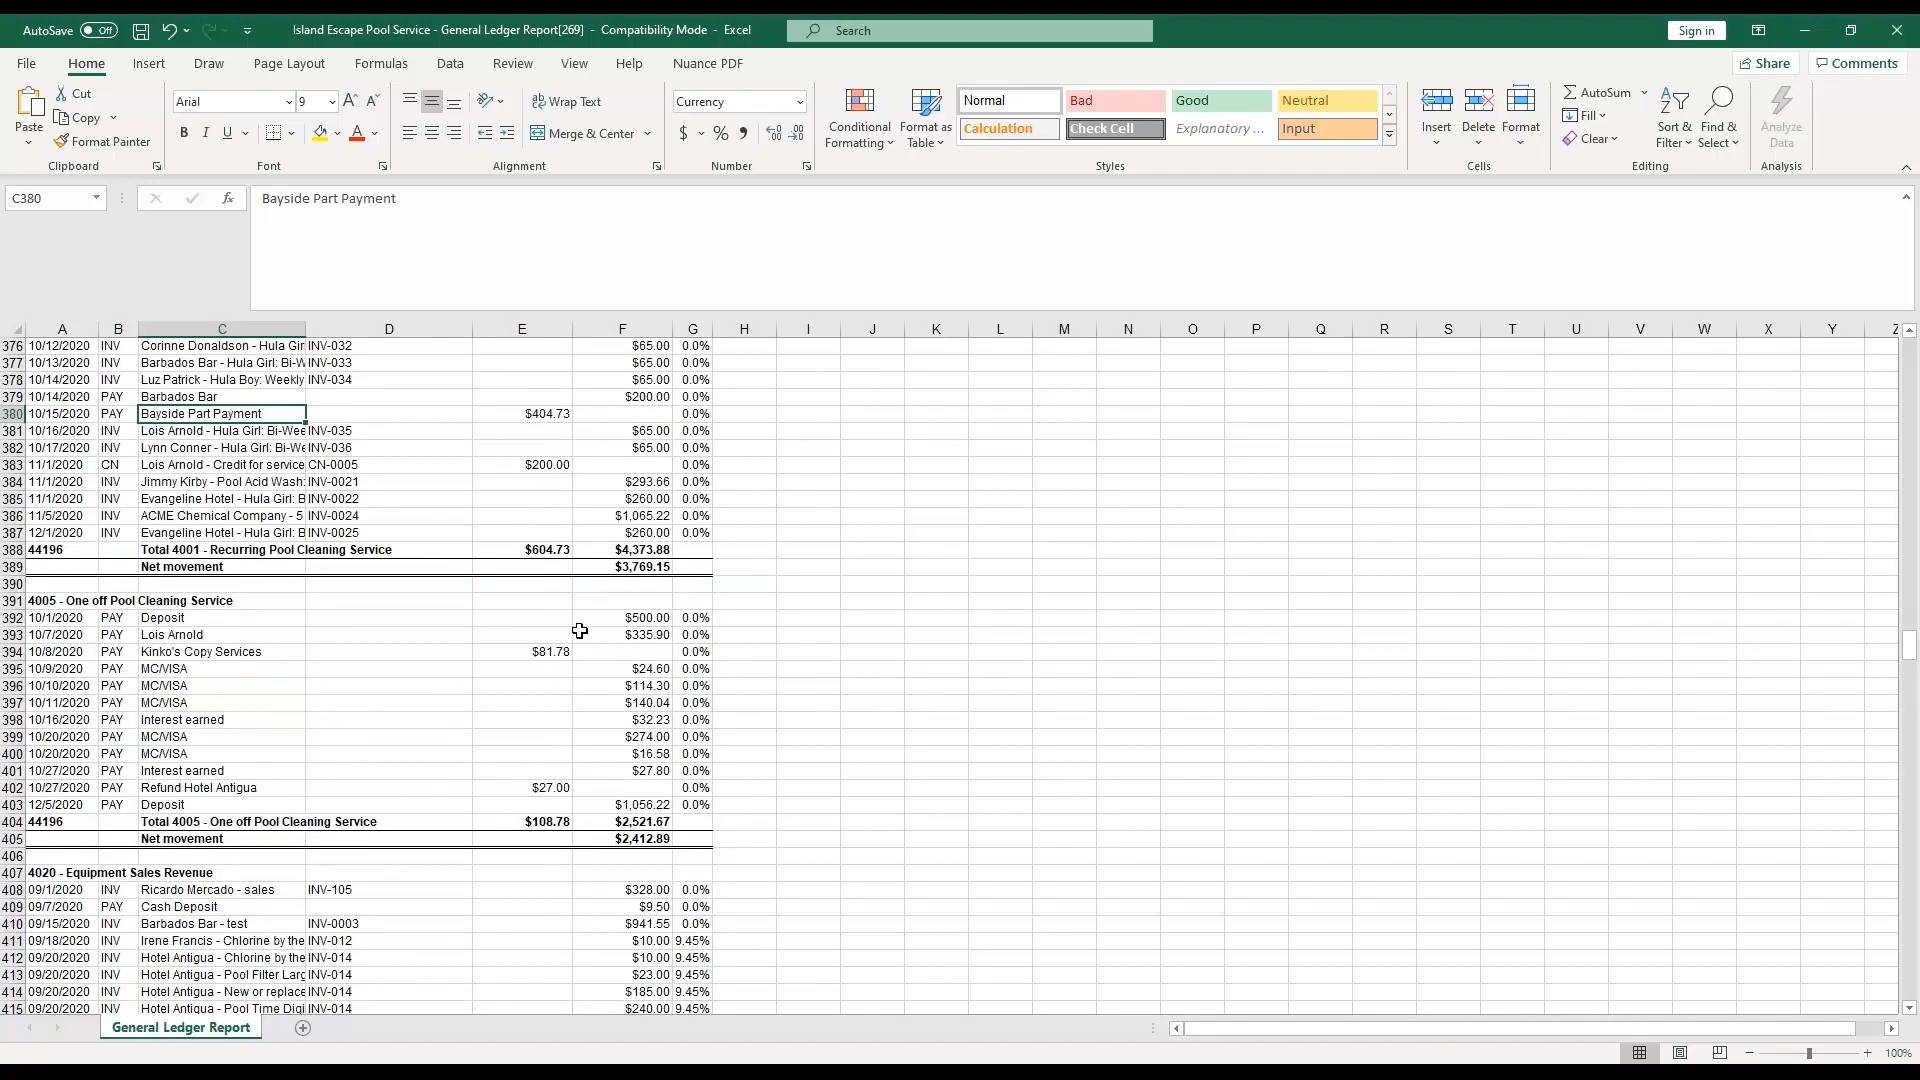 AutoSave Off Island Escape Pool Service - General Ledger Report[269] - Compatibility Mode - Excel Search Sign in
File Home Insert Draw Page Layout Formulas Data Review View Help Nuance PDF Share Comments
Paste Cut Copy Format Painter Clipboard
Arial 9 A A B I U A Font
Wrap Text Merge & Center Alignment
Currency $ % , Number
Conditional Formatting Format as Table
Normal Bad Good Neutral
Calculation Check Cell Explanatory ... Input
Styles
Insert Delete Format Cells
AutoSum Fill Clear Sort & Filter Find & Select Editing
Analyze Data Analysis
C380 fx Bayside Part Payment
A B C D E F G H I J K L M N O P Q R S T U V W X Y Z
376 10/12/2020 INV Corinne Donaldson - Hula Gir INV-032 $65.00 0.0%
377 10/13/2020 INV Barbados Bar - Hula Girl: Bi-W INV-033 $65.00 0.0%
378 10/14/2020 INV Luz Patrick - Hula Boy: Weekly INV-034 $65.00 0.0%
379 10/14/2020 PAY Barbados Bar $200.00 0.0%
380 10/15/2020 PAY Bayside Part Payment $404.73 0.0%
381 10/16/2020 INV Lois Arnold - Hula Girl: Bi-Wee INV-035 $65.00 0.0%
382 10/17/2020 INV Lynn Conner - Hula Girl: Bi-We INV-036 $65.00 0.0%
383 11/1/2020 CN Lois Arnold - Credit for service CN-0005 $200.00 0.0%
384 11/1/2020 INV Jimmy Kirby - Pool Acid Wash: INV-0021 $293.66 0.0%
385 11/1/2020 INV Evangeline Hotel - Hula Girl: B INV-0022 $260.00 0.0%
386 11/5/2020 INV ACME Chemical Company - 5 INV-0024 $1,065.22 0.0%
387 12/1/2020 INV Evangeline Hotel - Hula Girl: B INV-0025 $260.00 0.0%
388 44196 Total 4001 - Recurring Pool Cleaning Service $604.73 $4,373.88
389 Net movement $3,769.15
390
391 4005 - One off Pool Cleaning Service
392 10/1/2020 PAY Deposit $500.00 0.0%
393 10/7/2020 PAY Lois Arnold $335.90 0.0%
394 10/8/2020 PAY Kinko's Copy Services $81.78 0.0%
395 10/9/2020 PAY MC/VISA $24.60 0.0%
396 10/10/2020 PAY MC/VISA $114.30 0.0%
397 10/11/2020 PAY MC/VISA $140.04 0.0%
398 10/16/2020 PAY Interest earned $32.23 0.0%
399 10/20/2020 PAY MC/VISA $274.00 0.0%
400 10/20/2020 PAY MC/VISA $16.58 0.0%
401 10/27/2020 PAY Interest earned $27.80 0.0%
402 10/27/2020 PAY Refund Hotel Antigua $27.00 0.0%
403 12/5/2020 PAY Deposit $1,056.22 0.0%
404 44196 Total 4005 - One off Pool Cleaning Service $108.78 $2,521.67
405 Net movement $2,412.89
406
407 4020 - Equipment Sales Revenue
408 09/1/2020 INV Ricardo Mercado - sales INV-105 $328.00 0.0%
409 09/7/2020 PAY Cash Deposit $9.50 0.0%
410 09/15/2020 INV Barbados Bar - test INV-0003 $941.55 0.0%
411 09/18/2020 INV Irene Francis - Chlorine by the INV-012 $10.00 9.45%
412 09/20/2020 INV Hotel Antigua - Chlorine by the INV-014 $10.00 9.45%
413 09/20/2020 INV Hotel Antigua - Pool Filter Larg INV-014 $23.00 9.45%
414 09/20/2020 INV Hotel Antigua - New or replace INV-014 $185.00 9.45%
415 09/20/2020 INV Hotel Antigua - Pool Time Digi INV-014 $240.00 9.45%
General Ledger Report
100%